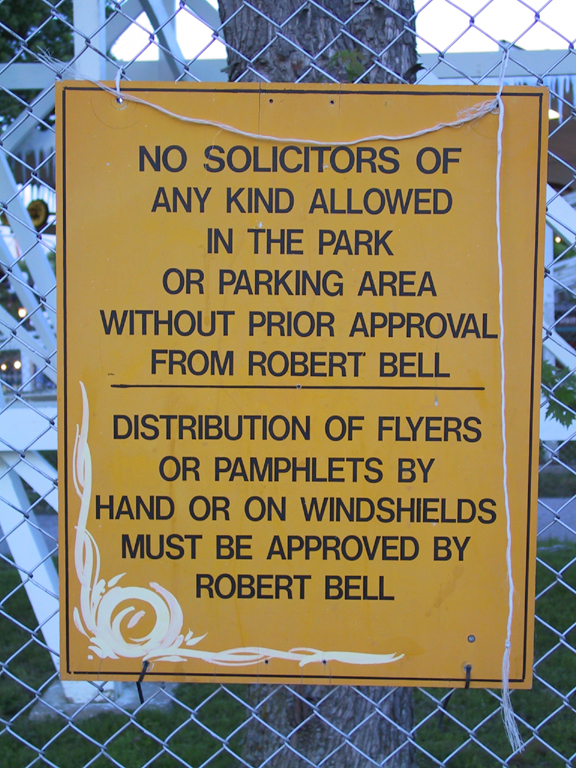 NO SOLICITORS OF
ANY KIND ALLOWED
IN THE PARK
OR PARKING AREA
WITHOUT PRIOR APPROVAL
FROM ROBERT BELL
DISTRIBUTION OF FLYERS
OR PAMPHLETS BY
HAND OR ON WINDSHIELDS
MUST BE APPROVED BY
ROBERT BELL